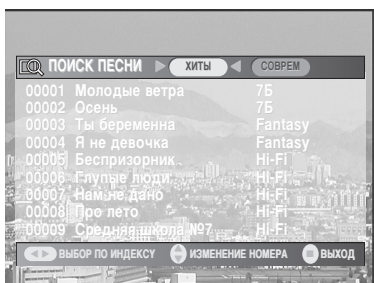 ПОИСК ПЕСНИ ХИТЫ СОВРЕМ
00001 Молодые ветра 7Б
00002 Осень 7Б
00003 Ты беременна Fantasy
00004 Я не девочка Fantasy
00005 Беспризорник Hi-Fi
00006 Глупые люди Hi-Fi
00007 Нам не дано Hi-Fi
00008 Про лето Hi-Fi
00009 Средняя школа №7 Hi-Fi
ВЫБОР ПО ИНДЕКСУ ИЗМЕНЕНИЕ НОМЕРА ВЫХОД